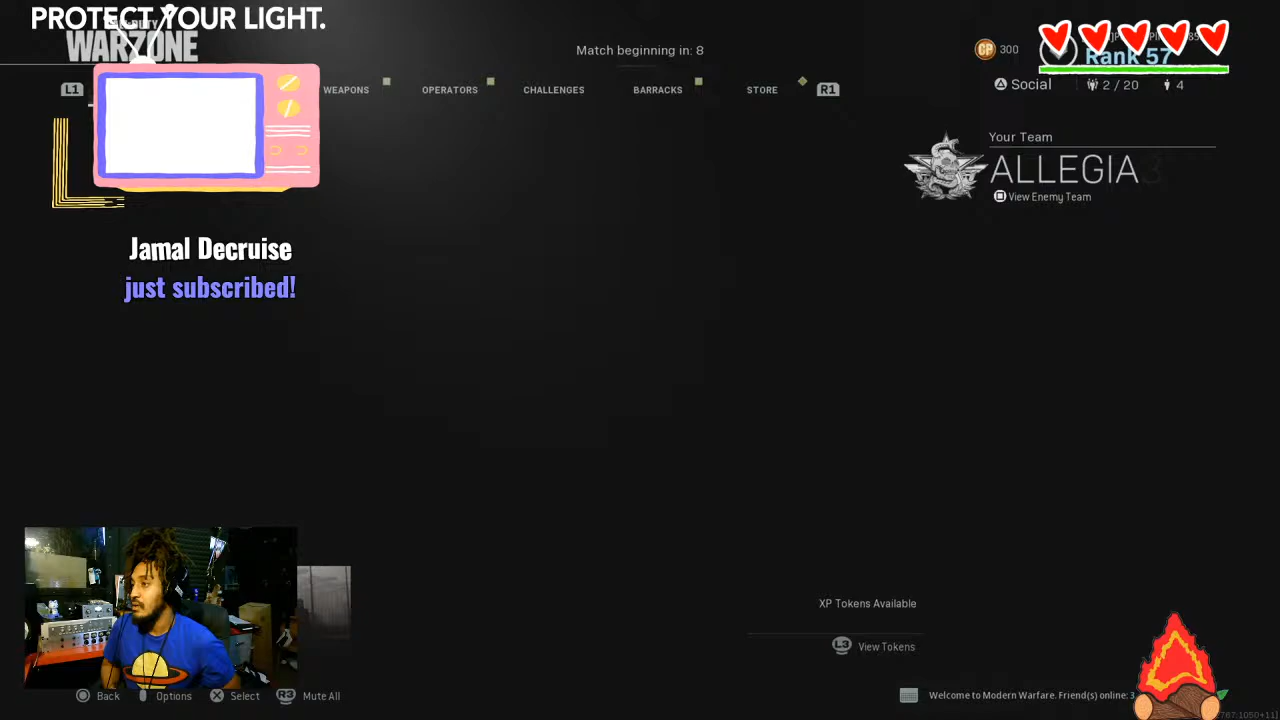 PROTECT YOUR LIGHT.
WARZONE
Match beginning in: 8
CP 300
Rank 57
L1
WEAPONS
OPERATORS
CHALLENGES
BARRACKS
STORE
R1
Social
2 / 20
4
Your Team
ALLEGIA
View Enemy Team
Jamal Decruise
just subscribed!
XP Tokens Available
L3 View Tokens
Back
Options
Select
R3 Mute All
Welcome to Modern Warfare. Friend(s) online: 3